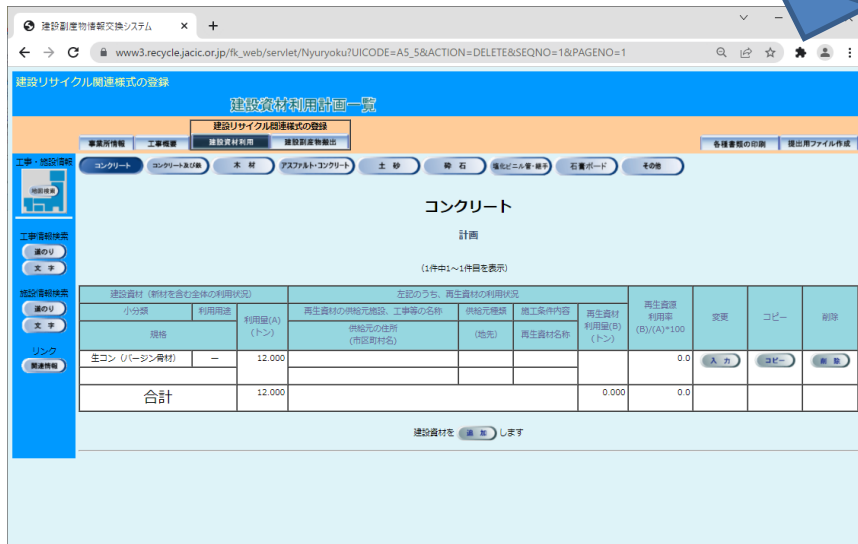 建設副産物情報交換システム
www3.recycle.jacic.or.jp/fk_web/servlet/Nyuryoku?UICODE=AS_5&ACTION=DELETE&SEQNO=1&PAGENO=1
建設リサイクル関連様式の登録
建設資材利用計画一覧
建設リサイクル関連様式の登録
事業所情報 工事概要 建設資材利用 建設副産物搬出 各種書類の印刷 提出用ファイル作成
工事・施設情報 コンクリート コンクリート及び鉄 木 材 アスファルト・コンクリート 土 砂 砕 石 塩化ビニル管・継手 石膏ボード その他
地図検索
コンクリート
計画
工事情報検索
道のり
文 字
(1件中1~1件目を表示)
施設情報検索
道のり
文 字
リンク
関連情報
建設資材(新材を含む全体の利用状況) 左記のうち、再生資材の利用状況 再生資源利用率(B)/(A)*100 変更 コピー 削除
小分類 利用用途 利用量(A)(トン) 再生資材の供給元施設、工事等の名称 供給元種類 施工条件内容 再生資材利用量(B)(トン)
規格 供給元の住所(市区町村名) (地先) 再生資材名称
生コン(バージン骨材) ー 12.000 0.0 入 力 コピー 削 除
合計 12.000 0.000 0.0
建設資材を 追 加 します